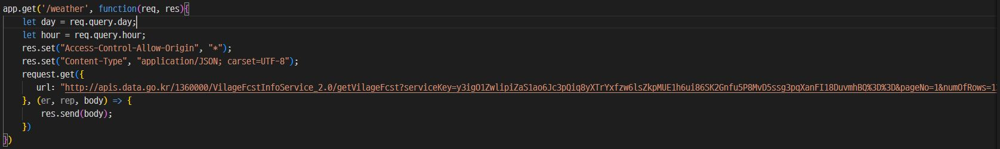 app.get('/weather', function(req, res){
let day = req.query.day;
let hour = req.query.hour;
res.set("Access-Control-Allow-Origin", "*");
res.set("Content-Type", "application/JSON; carset=UTF-8");
request.get({
url: "http://apis.data.go.kr/1360000/VilageFcstInfoService_2.0/getVilageFcst?serviceKey=y3igO1ZwlipiZaS1ao6Jc3pQiq8yXTrYxfzw6lsZkpMUE1h6ui86SK2Gnfu5P8MvD5ssg3pqXanFI18DuvmhBQ%3D%3D&pageNo=1&numOfRows=1
}, (er, rep, body) => {
res.send(body);
})
})